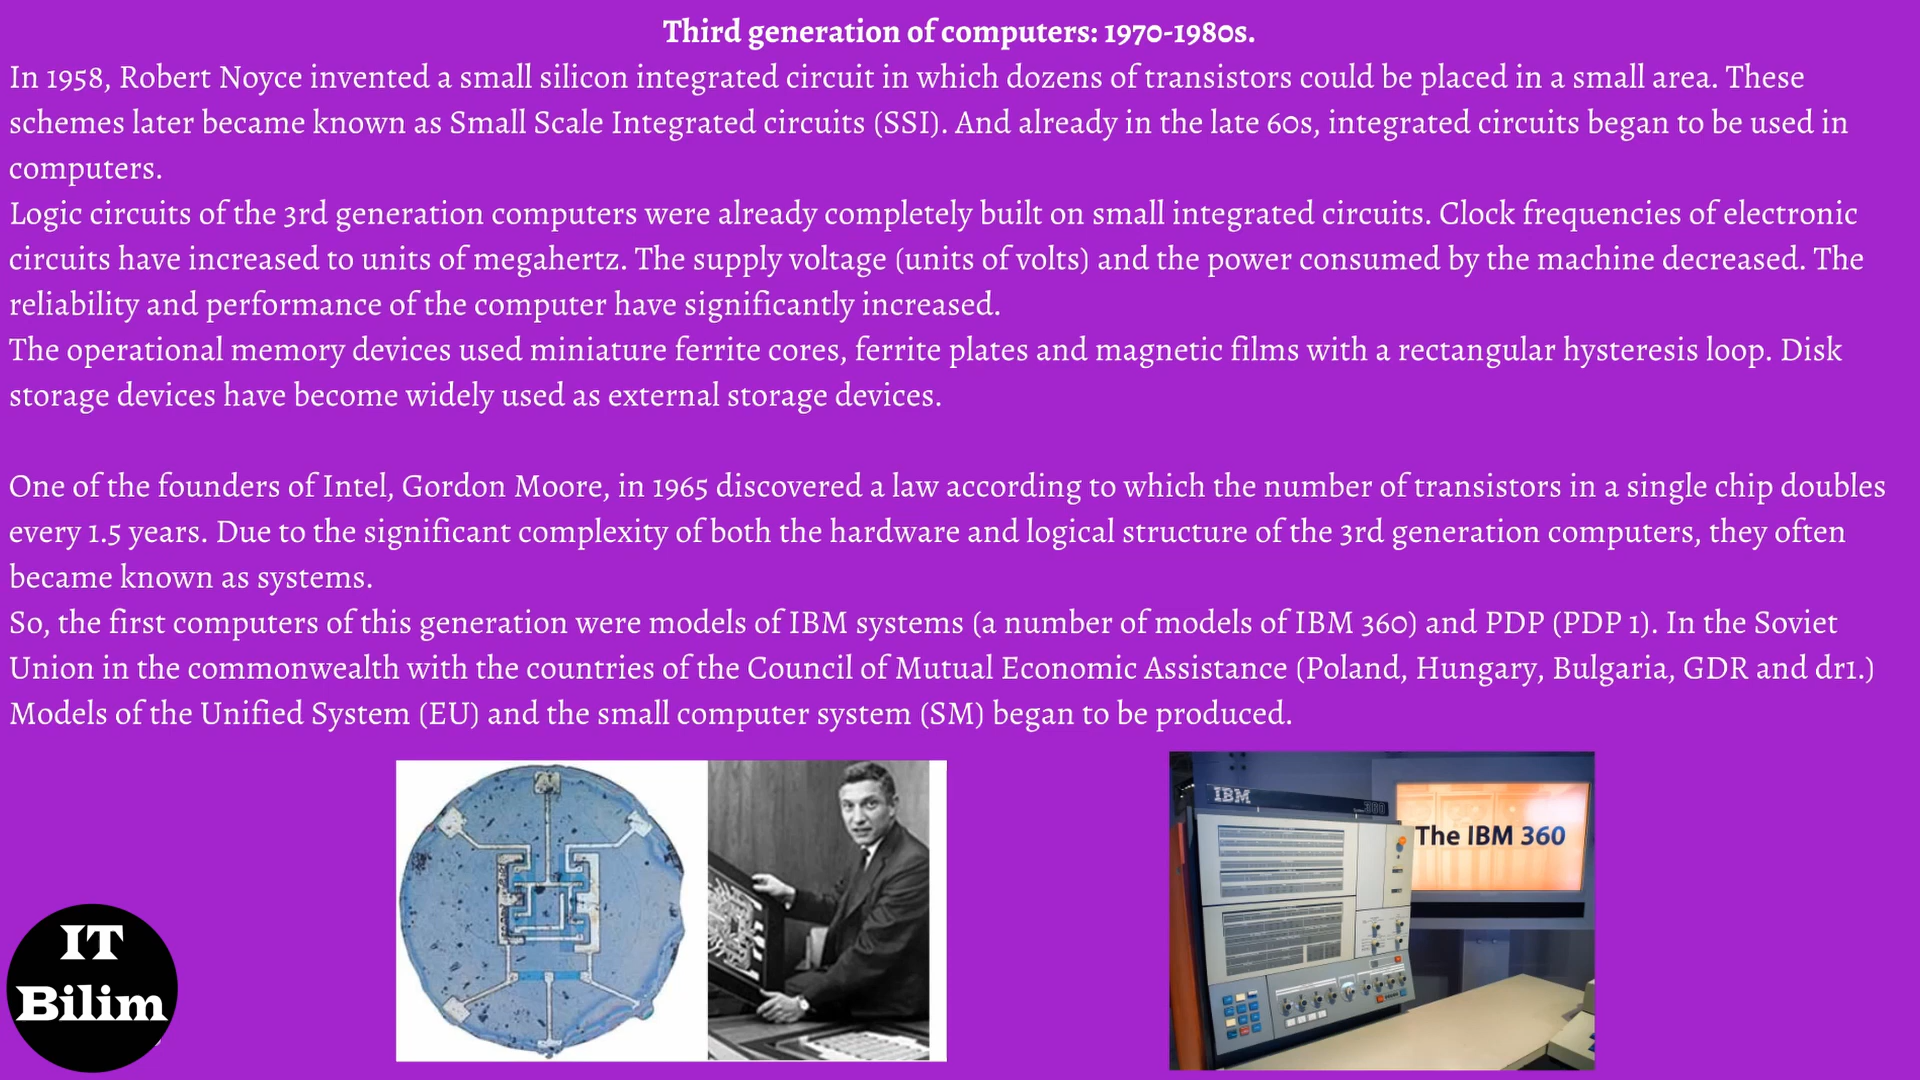 Third generation of computers: 1970-1980s.
In 1958, Robert Noyce invented a small silicon integrated circuit in which dozens of transistors could be placed in a small area. These
schemes later became known as Small Scale Integrated circuits (SSI). And already in the late 60s, integrated circuits began to be used in
computers.
Logic circuits of the 3rd generation computers were already completely built on small integrated circuits. Clock frequencies of electronic
circuits have increased to units of megahertz. The supply voltage (units of volts) and the power consumed by the machine decreased. The
reliability and performance of the computer have significantly increased.
The operational memory devices used miniature ferrite cores, ferrite plates and magnetic films with a rectangular hysteresis loop. Disk
storage devices have become widely used as external storage devices.
One of the founders of Intel, Gordon Moore, in 1965 discovered a law according to which the number of transistors in a single chip doubles
every 1.5 years. Due to the significant complexity of both the hardware and logical structure of the 3rd generation computers, they often
became known as systems.
So, the first computers of this generation were models of IBM systems (a number of models of IBM 360) and PDP (PDP 1). In the Soviet
Union in the commonwealth with the countries of the Council of Mutual Economic Assistance (Poland, Hungary, Bulgaria, GDR and dr1.)
Models of the Unified System (EU) and the small computer system (SM) began to be produced.
IBM
360
The IBM 360
IT
Bilim